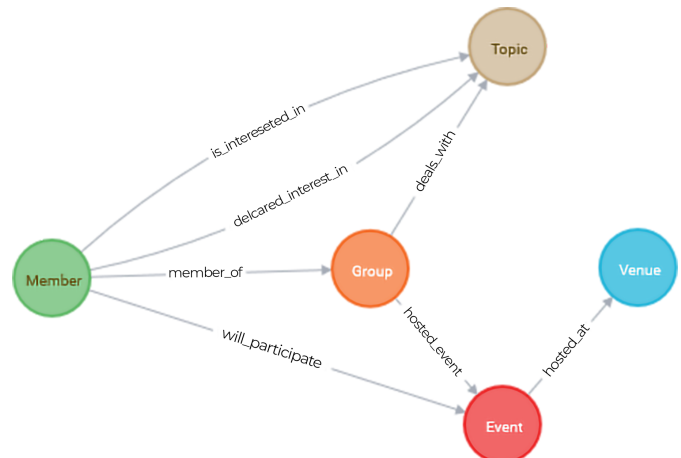 Topic
is_intereseted_in
delcared_interest_in
deals_with
member_of
Member
Group
Venue
will_participate
hosted_event
hosted_at
Event